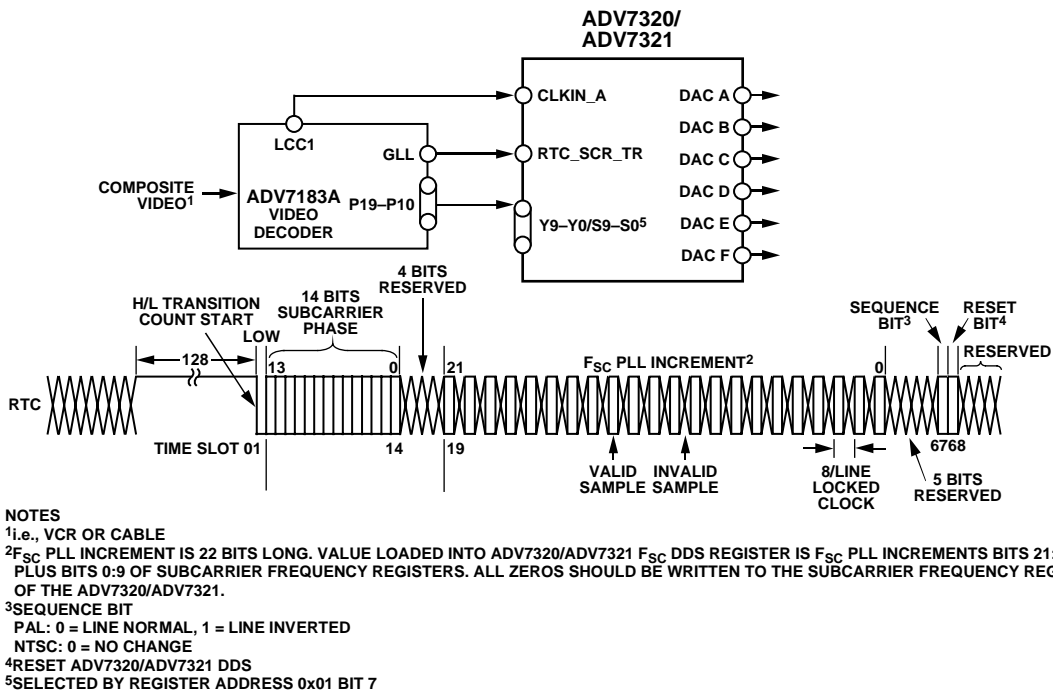 ADV7320/
ADV7321
CLKIN_A
DAC A
DAC B
LCC1
GLL
RTC_SCR_TR
DAC C
COMPOSITE
VIDEO1
ADV7183A
VIDEO
DECODER
P19–P10
DAC D
Y9–Y0/S9–S05
DAC E
DAC F
H/L TRANSITION
COUNT START
LOW
14 BITS
SUBCARRIER
PHASE
4 BITS
RESERVED
SEQUENCE
BIT3
RESET
BIT4
RESERVED
128
13
0
21
FSC PLL INCREMENT2
0
RTC
TIME SLOT 01
14
19
VALID
SAMPLE
INVALID
SAMPLE
8/LINE
LOCKED
CLOCK
5 BITS
RESERVED
6768
NOTES
1i.e., VCR OR CABLE
2FSC PLL INCREMENT IS 22 BITS LONG. VALUE LOADED INTO ADV7320/ADV7321 FSC DDS REGISTER IS FSC PLL INCREMENTS BITS 21:
PLUS BITS 0:9 OF SUBCARRIER FREQUENCY REGISTERS. ALL ZEROS SHOULD BE WRITTEN TO THE SUBCARRIER FREQUENCY REG
OF THE ADV7320/ADV7321.
3SEQUENCE BIT
PAL: 0 = LINE NORMAL, 1 = LINE INVERTED
NTSC: 0 = NO CHANGE
4RESET ADV7320/ADV7321 DDS
5SELECTED BY REGISTER ADDRESS 0x01 BIT 7